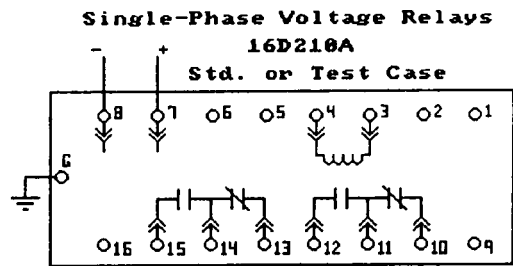 Single-Phase Voltage Relays
16D210A
Std. or Test Case
- +
8 7 6 5 4 3 2 1
G
16 15 14 13 12 11 10 9